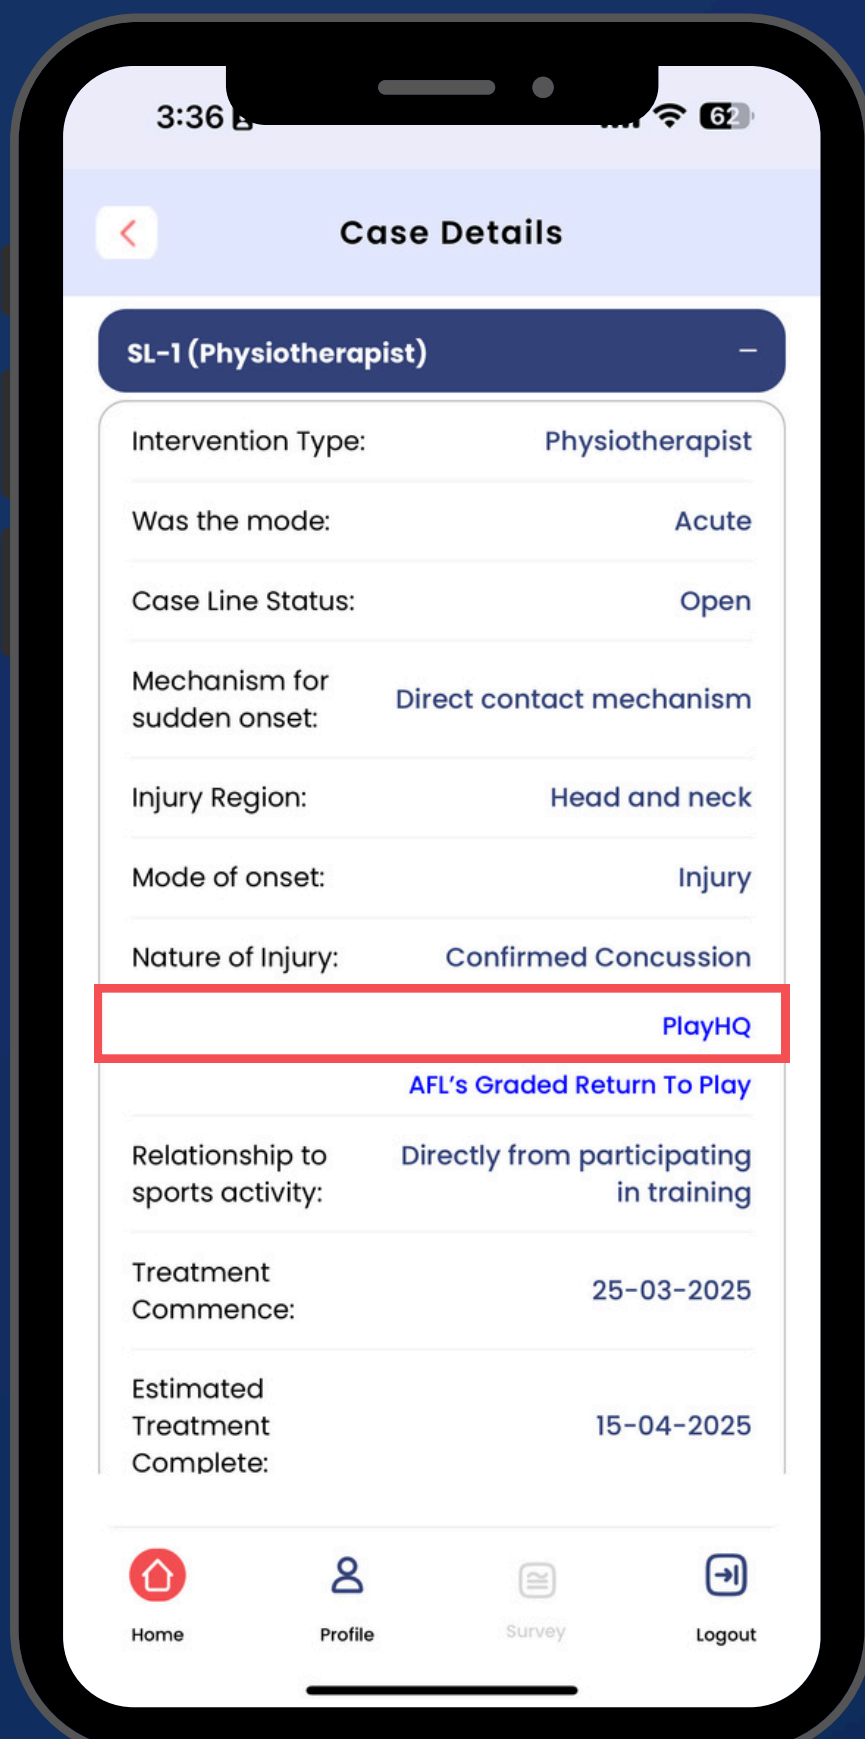 3:36
62
Case Details
SL-1 (Physiotherapist)
Intervention Type: Physiotherapist
Was the mode: Acute
Case Line Status: Open
Mechanism for
sudden onset: Direct contact mechanism
Injury Region: Head and neck
Mode of onset: Injury
Nature of Injury: Confirmed Concussion
PlayHQ
AFL's Graded Return To Play
Relationship to Directly from participating
sports activity: in training
Treatment
Commence: 25-03-2025
Estimated
Treatment 15-04-2025
Complete:
Home Profile Survey Logout